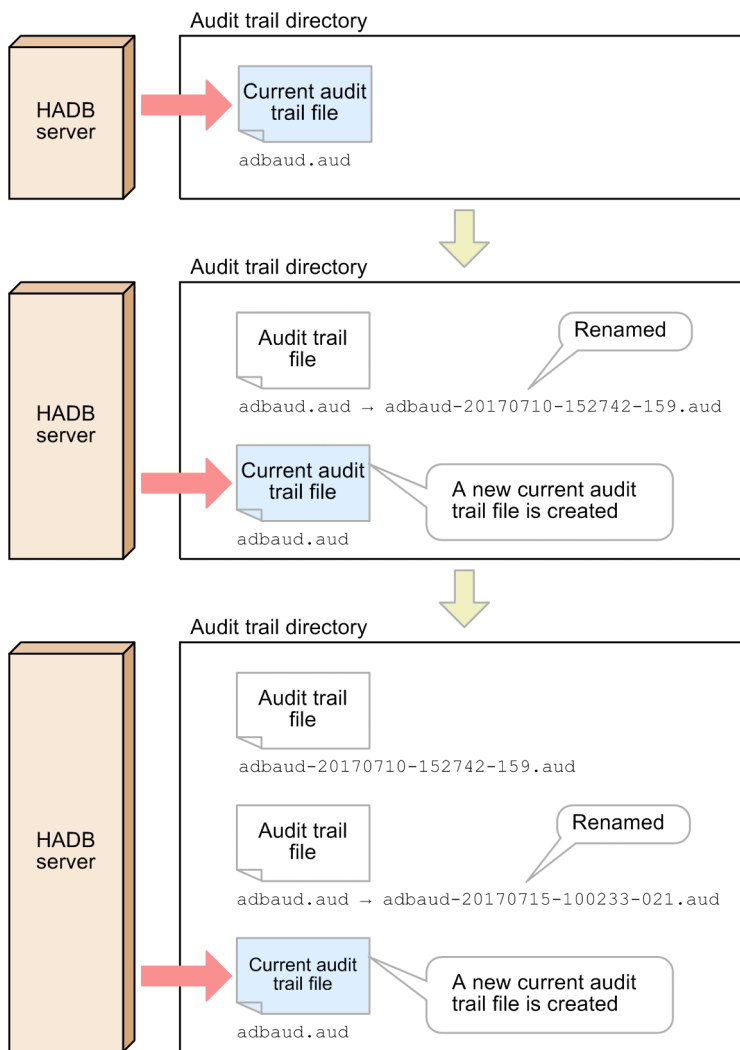 Audit trail directory
HADB
server
Current audit
trail file
adbaud.aud
Audit trail directory
HADB
server
Audit trail
file
Renamed
adbaud.aud → adbaud-20170710-152742-159.aud
Current audit
trail file
A new current audit
trail file is created
adbaud.aud
Audit trail directory
HADB
server
Audit trail
file
adbaud-20170710-152742-159.aud
Audit trail
file
Renamed
adbaud.aud → adbaud-20170715-100233-021.aud
Current audit
trail file
A new current audit
trail file is created
adbaud.aud